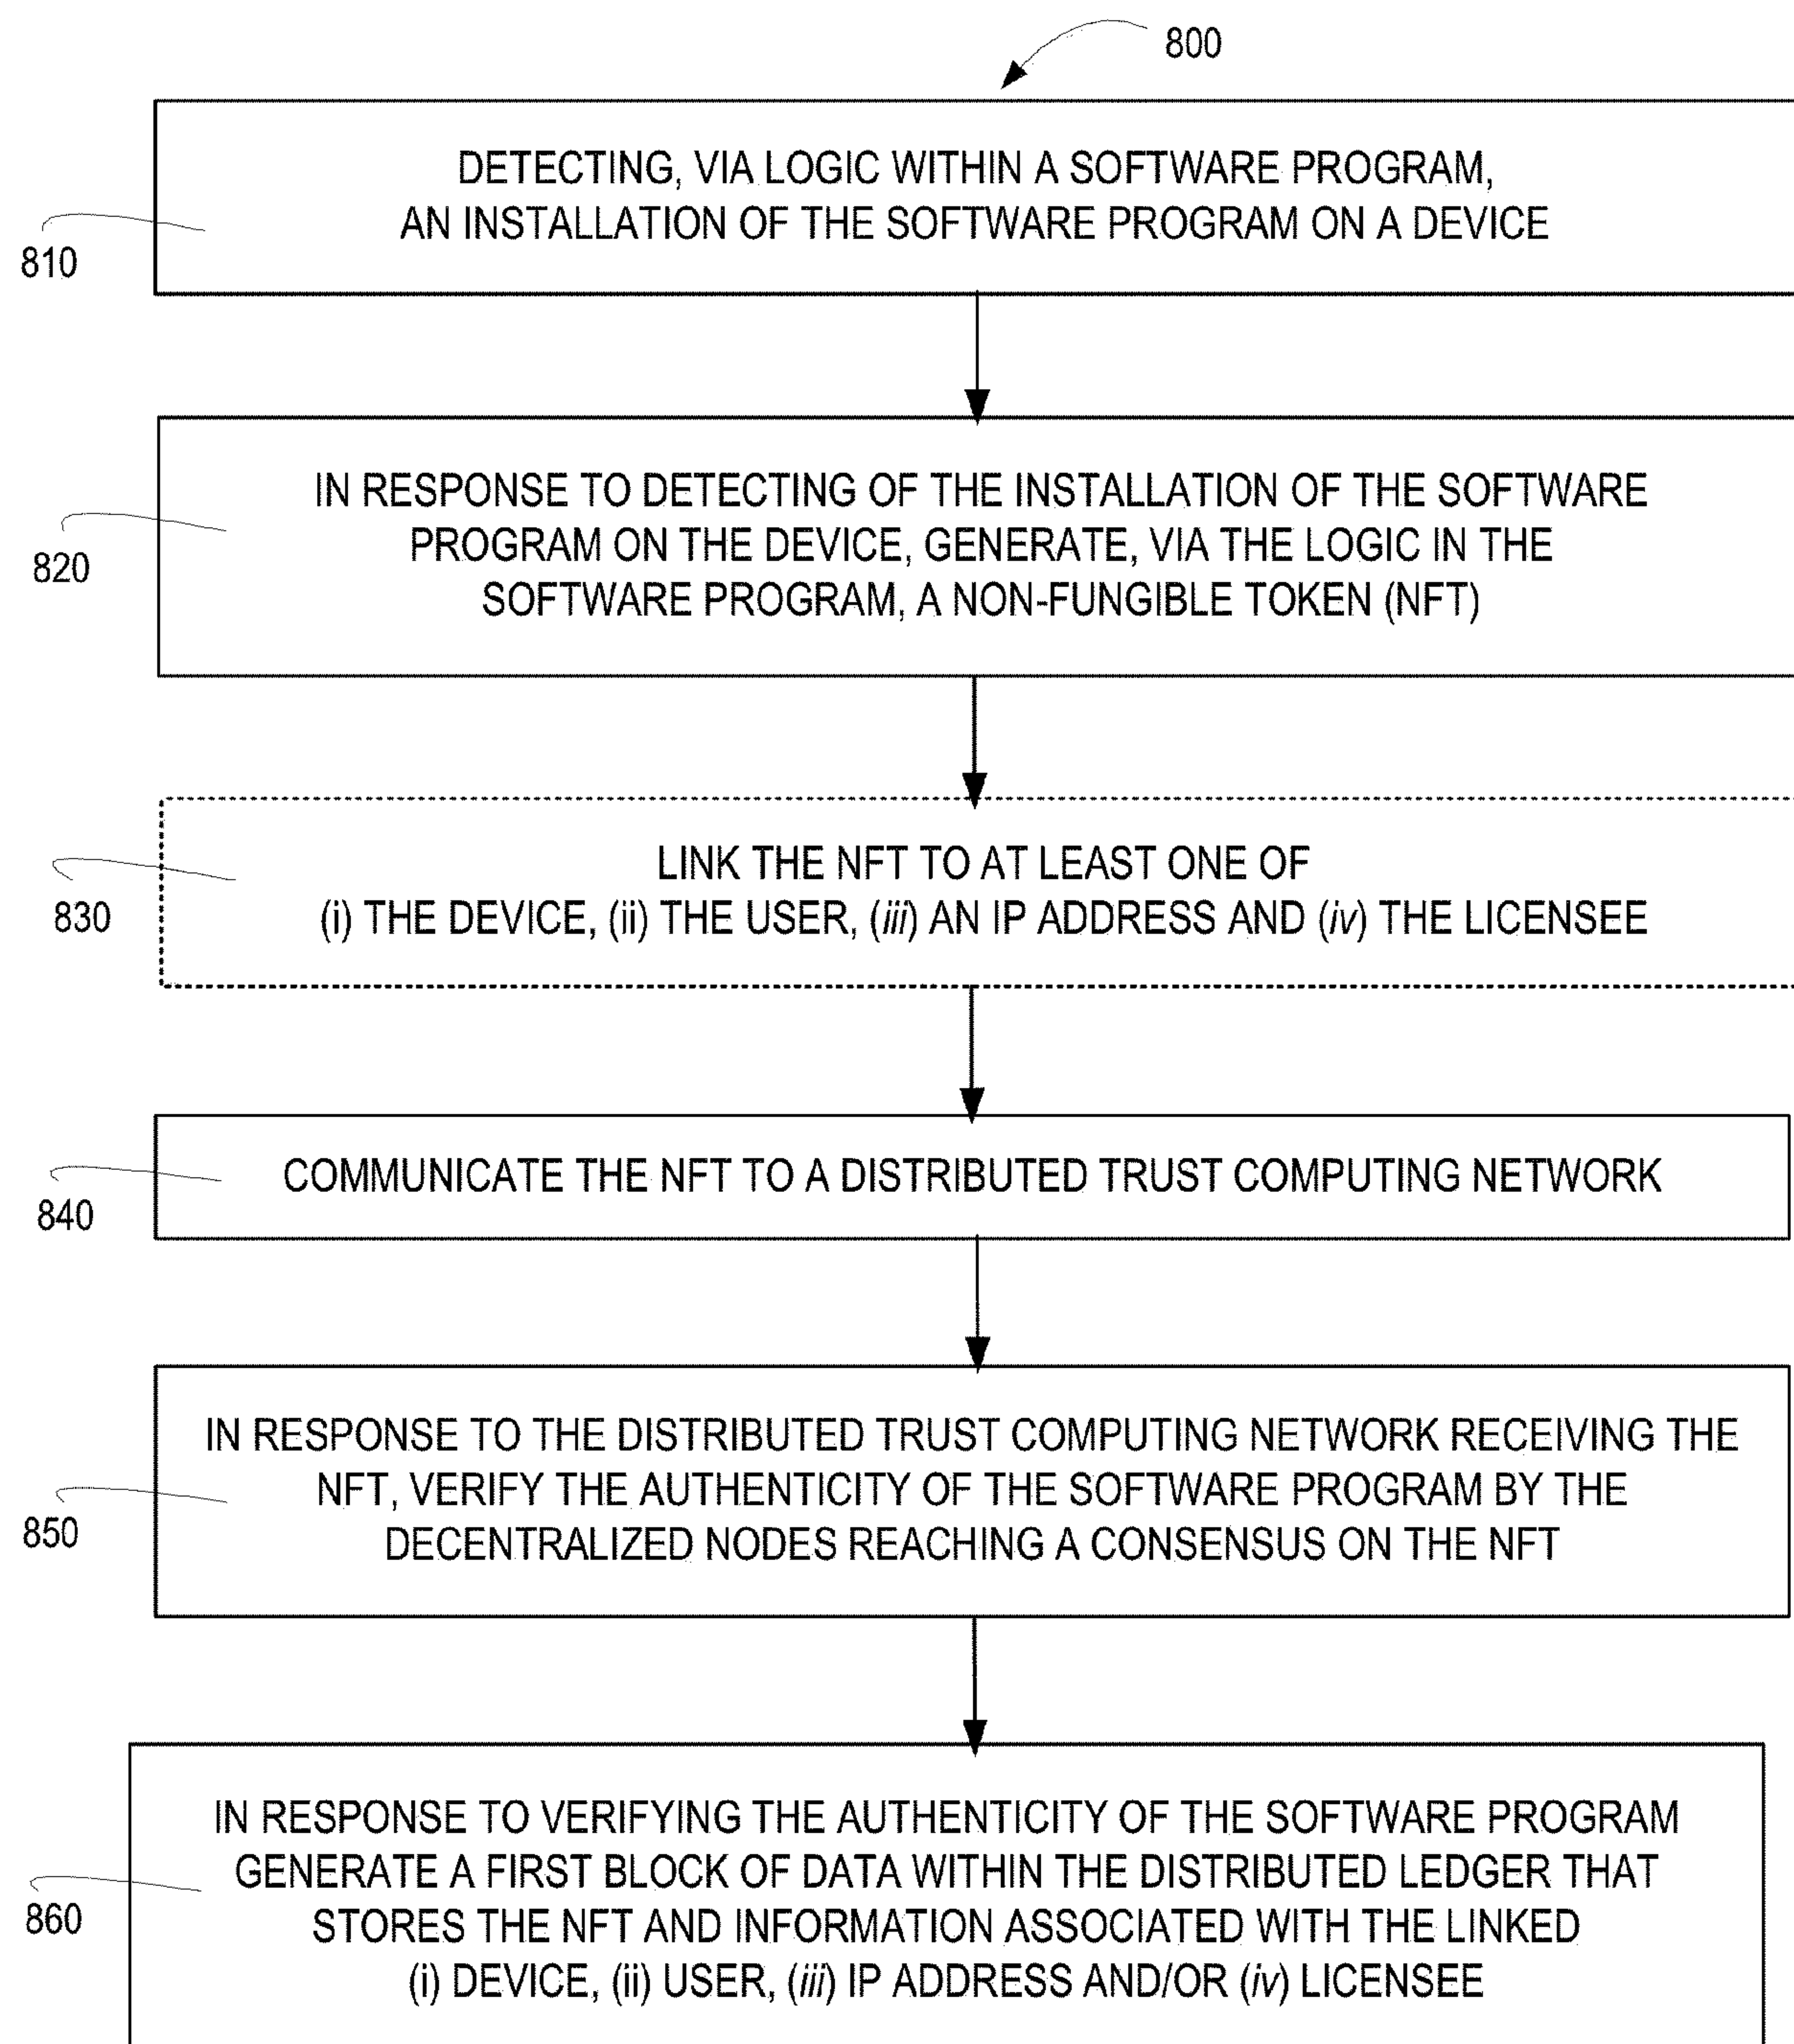 800
DETECTING, VIA LOGIC WITHIN A SOFTWARE PROGRAM,
AN INSTALLATION OF THE SOFTWARE PROGRAM ON A DEVICE
810
IN RESPONSE TO DETECTING OF THE INSTALLATION OF THE SOFTWARE
PROGRAM ON THE DEVICE, GENERATE, VIA THE LOGIC IN THE
SOFTWARE PROGRAM, A NON-FUNGIBLE TOKEN (NFT)
820
LINK THE NFT TO AT LEAST ONE OF
(i) THE DEVICE, (ii) THE USER, (iii) AN IP ADDRESS AND (iv) THE LICENSEE
830
COMMUNICATE THE NFT TO A DISTRIBUTED TRUST COMPUTING NETWORK
840
IN RESPONSE TO THE DISTRIBUTED TRUST COMPUTING NETWORK RECEIVING THE
NFT, VERIFY THE AUTHENTICITY OF THE SOFTWARE PROGRAM BY THE
DECENTRALIZED NODES REACHING A CONSENSUS ON THE NFT
850
IN RESPONSE TO VERIFYING THE AUTHENTICITY OF THE SOFTWARE PROGRAM
GENERATE A FIRST BLOCK OF DATA WITHIN THE DISTRIBUTED LEDGER THAT
STORES THE NFT AND INFORMATION ASSOCIATED WITH THE LINKED
(i) DEVICE, (ii) USER, (iii) IP ADDRESS AND/OR (iv) LICENSEE
860